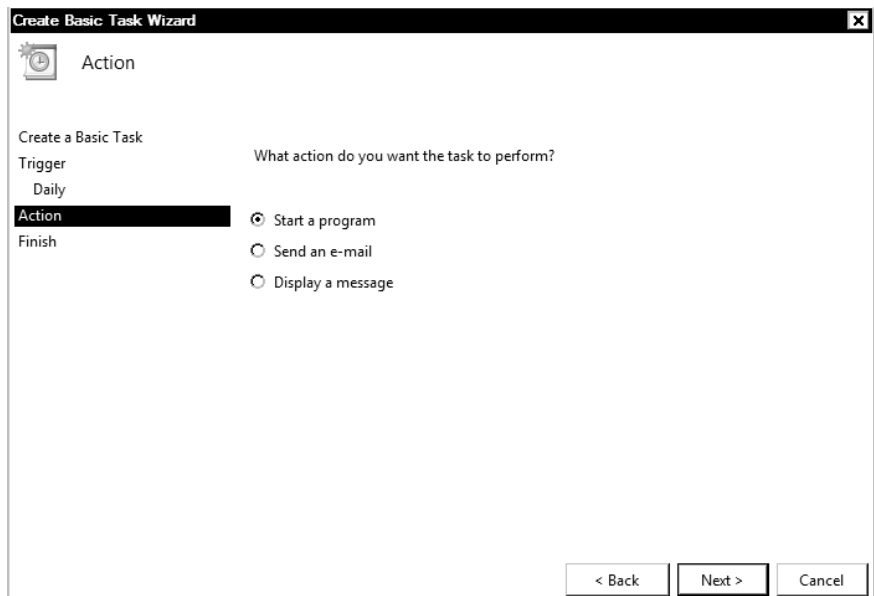 Create Basic Task Wizard
Action
Create a Basic Task
Trigger
Daily
Action
Finish
What action do you want the task to perform?
Start a program
Send an e-mail
Display a message
< Back
Next >
Cancel